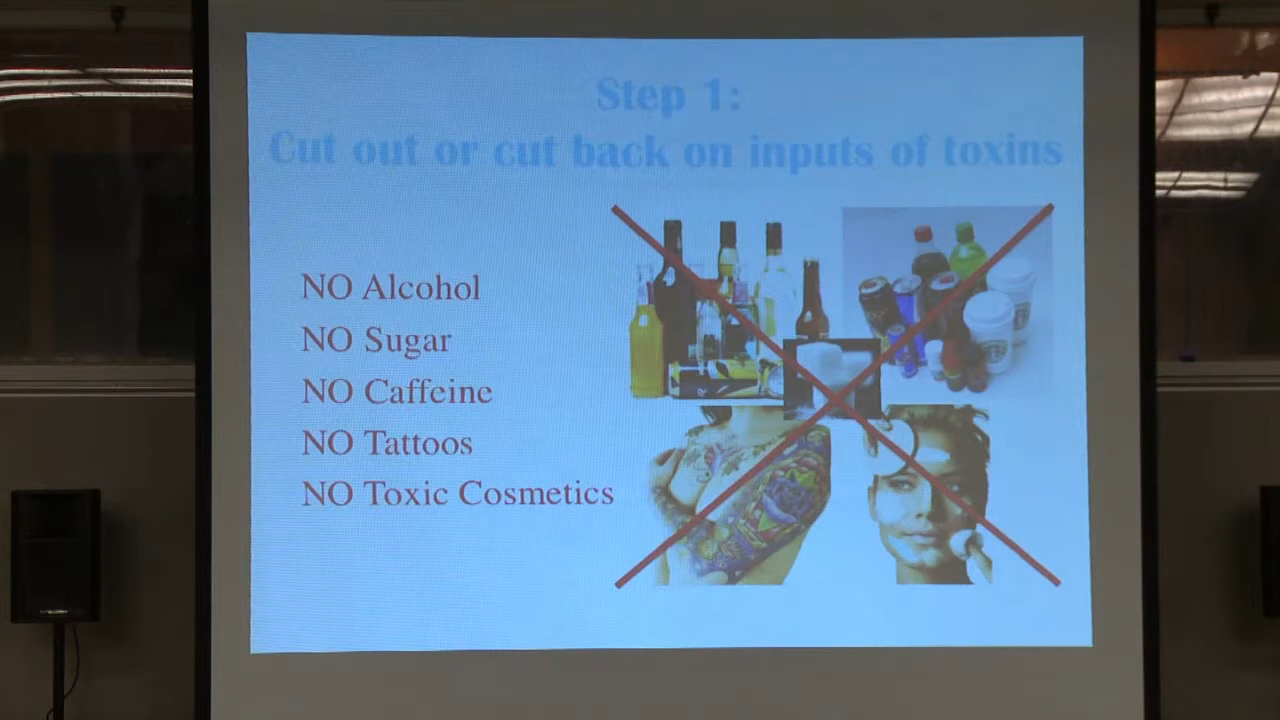 Step 1:
Cut out or cut back on inputs of toxins
NO Alcohol
NO Sugar
NO Caffeine
NO Tattoos
NO Toxic Cosmetics